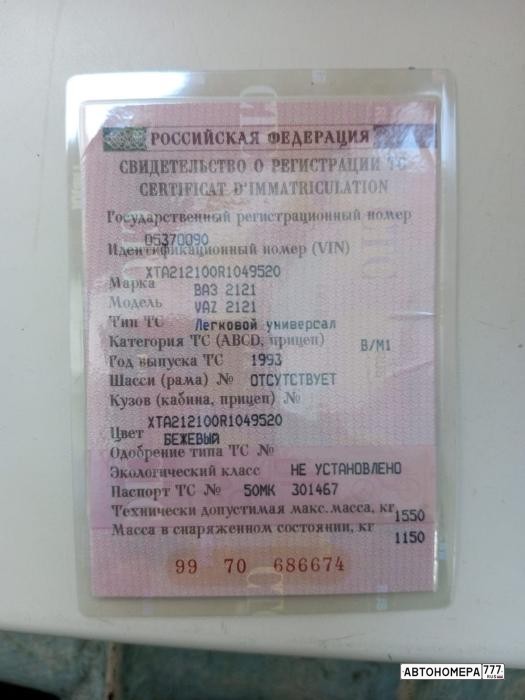 РОССИЙСКАЯ ФЕДЕРАЦИЯ
СВИДЕТЕЛЬСТВО О РЕГИСТРАЦИИ ТС
CERTIFICAT D'IMMATRICULATION
Государственный регистрационный номер
О537ОО90
Идентификационный номер (VIN)
XTA212100R1049520
Марка ВАЗ 2121
Модель VAZ 2121
Тип ТС Легковой универсал
Категория ТС (ABCD, прицеп) B/M1
Год выпуска ТС 1993
Шасси (рама) № ОТСУТСТВУЕТ
Кузов (кабина, прицеп) №
XTA212100R1049520
Цвет БЕЖЕВЫЙ
Одобрение типа ТС №
Экологический класс НЕ УСТАНОВЛЕНО
Паспорт ТС № 50МК 301467
Технически допустимая макс.масса, кг 1550
Масса в снаряженном состоянии, кг 1150
99 70 686674
АВТОНОМЕРА 777 RUS